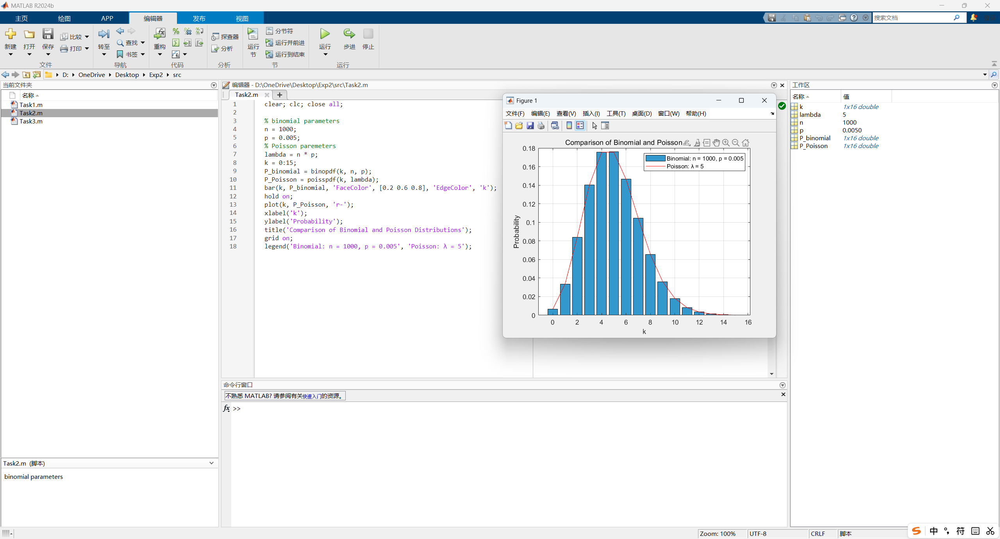 MATLAB R2024b
主页 绘图 APP 编辑器 发布 视图
搜索文档
新建 打开 保存 比较 打印
文件
转至 查找 书签
导航
重构
代码
探查器
分析
分析
运行节 分节符 运行并前进 运行到结束
节
运行 步进 停止
运行
D: OneDrive Desktop Exp2 src
当前文件夹
名称
Task1.m
Task2.m
Task3.m
Task2.m (脚本)
binomial parameters
编辑器 - D:\OneDrive\Desktop\Exp2\src\Task2.m
Task2.m
1 clear; clc; close all;
2
3 % binomial parameters
4 n = 1000;
5 p = 0.005;
6 % Poisson paremeters
7 lambda = n * p;
8 k = 0:15;
9 P_binomial = binopdf(k, n, p);
10 P_Poisson = poisspdf(k, lambda);
11 bar(k, P_binomial, 'FaceColor', [0.2 0.6 0.8], 'EdgeColor', 'k');
12 hold on;
13 plot(k, P_Poisson, 'r-');
14 xlabel('k');
15 ylabel('Probability');
16 title('Comparison of Binomial and Poisson Distributions');
17 grid on;
18 legend('Binomial: n = 1000, p = 0.005', 'Poisson: λ = 5');
Figure 1
文件(F) 编辑(E) 查看(V) 插入(I) 工具(T) 桌面(D) 窗口(W) 帮助(H)
Comparison of Binomial and Poisson
Binomial: n = 1000, p = 0.005
Poisson: λ = 5
0.18
0.16
0.14
0.12
0.1
0.08
0.06
0.04
0.02
0
Probability
0 2 4 6 8 10 12 14 16
k
命令行窗口
不熟悉 MATLAB? 请参阅有关快速入门的资源。
fx >>
工作区
名称 值
k 1x16 double
lambda 5
n 1000
p 0.0050
P_binomial 1x16 double
P_Poisson 1x16 double
Zoom: 100% UTF-8 CRLF 脚本
中 符